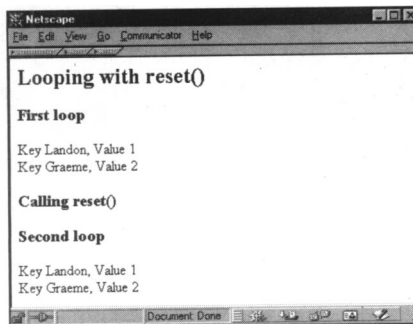 Netscape
File Edit View Go Communicator Help
Looping with reset()
First loop
Key Landon, Value 1
Key Graeme, Value 2
Calling reset()
Second loop
Key Landon, Value 1
Key Graeme, Value 2
Document: Done